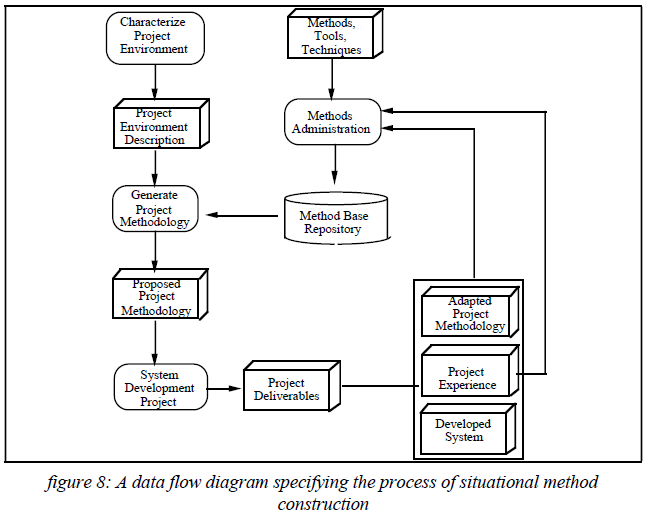 Characterize
Project
Environment
Methods,
Tools,
Techniques
Project
Environment
Description
Methods
Administration
Generate
Project
Methodology
Method Base
Repository
Proposed
Project
Methodology
Adapted
Project
Methodology
System
Development
Project
Project
Deliverables
Project
Experience
Developed
System
figure 8: A data flow diagram specifying the process of situational method
construction